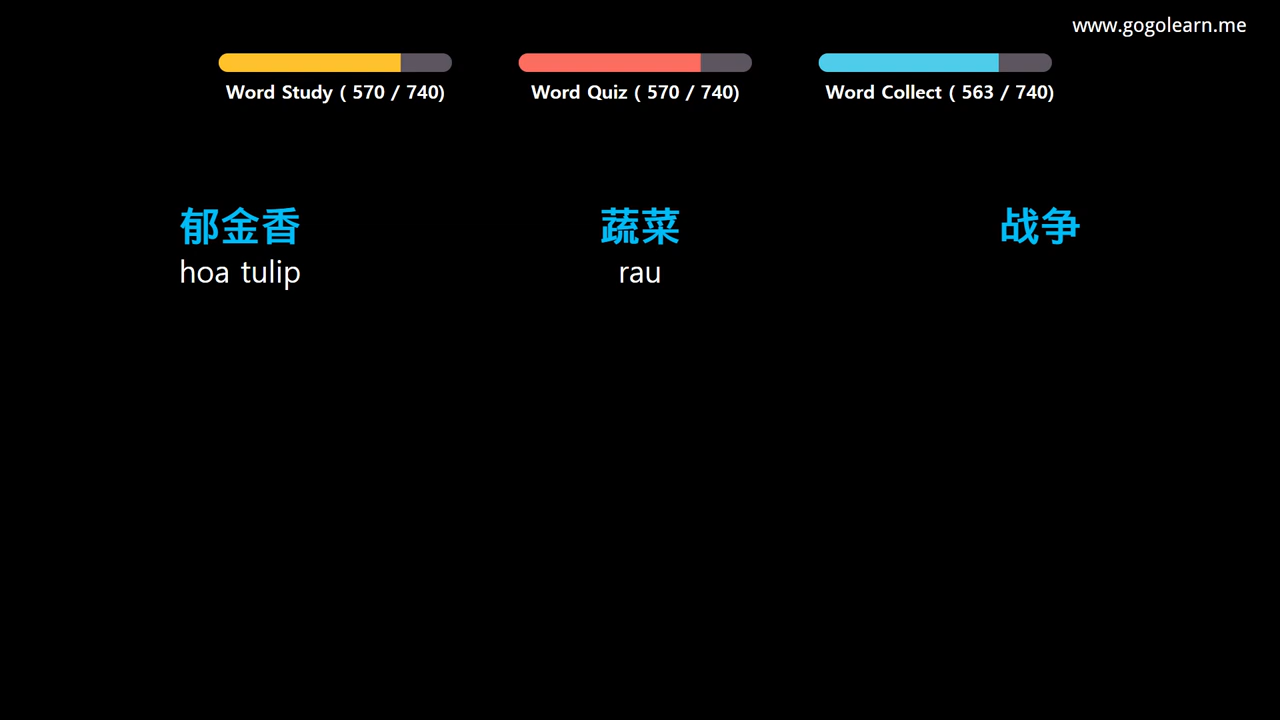 www.gogolearn.me
Word Study ( 570 / 740)
Word Quiz ( 570 / 740)
Word Collect ( 563 / 740)
郁金香
hoa tulip
蔬菜
rau
战争